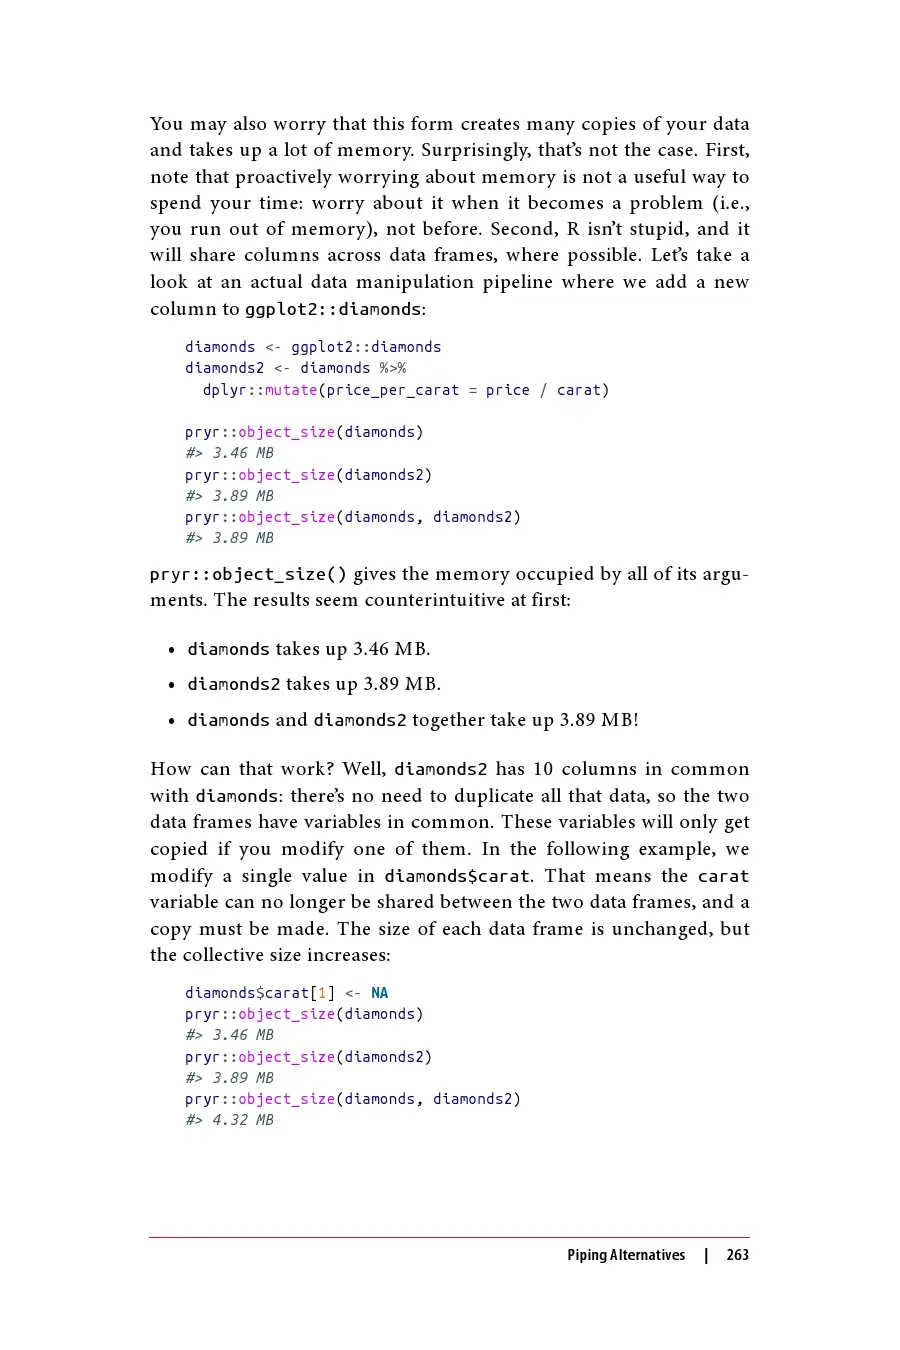 You may also worry that this form creates many copies of your data
and takes up a lot of memory. Surprisingly, that’s not the case. First,
note that proactively worrying about memory is not a useful way to
spend your time: worry about it when it becomes a problem (i.e.,
you run out of memory), not before. Second, R isn’t stupid, and it
will share columns across data frames, where possible. Let’s take a
look at an actual data manipulation pipeline where we add a new
column to ggplot2::diamonds:
diamonds <- ggplot2::diamonds
diamonds2 <- diamonds %>%
  dplyr::mutate(price_per_carat = price / carat)
pryr::object_size(diamonds)
#> 3.46 MB
pryr::object_size(diamonds2)
#> 3.89 MB
pryr::object_size(diamonds, diamonds2)
#> 3.89 MB
pryr::object_size() gives the memory occupied by all of its argu-
ments. The results seem counterintuitive at first:
• diamonds takes up 3.46 MB.
• diamonds2 takes up 3.89 MB.
• diamonds and diamonds2 together take up 3.89 MB!
How can that work? Well, diamonds2 has 10 columns in common
with diamonds: there’s no need to duplicate all that data, so the two
data frames have variables in common. These variables will only get
copied if you modify one of them. In the following example, we
modify a single value in diamonds$carat. That means the carat
variable can no longer be shared between the two data frames, and a
copy must be made. The size of each data frame is unchanged, but
the collective size increases:
diamonds$carat[1] <- NA
pryr::object_size(diamonds)
#> 3.46 MB
pryr::object_size(diamonds2)
#> 3.89 MB
pryr::object_size(diamonds, diamonds2)
#> 4.32 MB
Piping Alternatives | 263